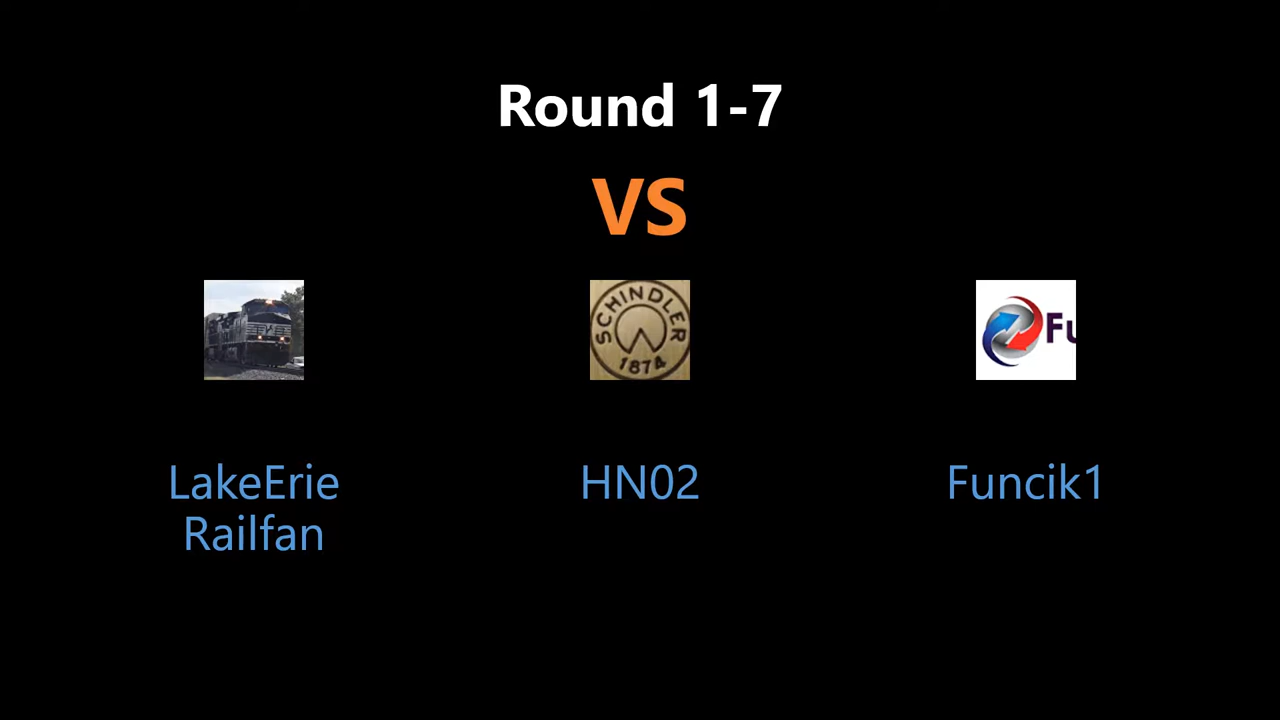 Round 1-7
VS
SCHINDLER
1874
Fu
LakeErie
Railfan
HN02
Funcik1